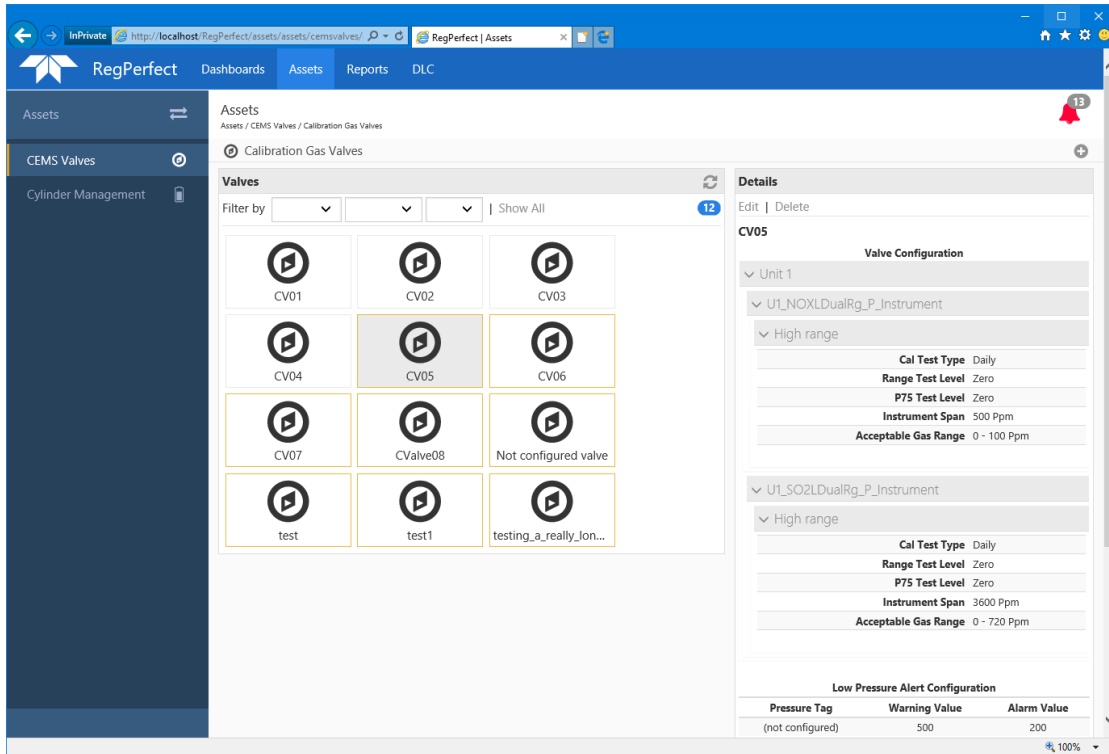 InPrivate http://localhost/RegPerfect/assets/assets/cemsvalves/ RegPerfect | Assets
RegPerfect Dashboards Assets Reports DLC
Assets
CEMS Valves
Cylinder Management
Assets
Assets / CEMS Valves / Calibration Gas Valves
13
Calibration Gas Valves
Valves
Filter by | Show All 12
CV01 CV02 CV03
CV04 CV05 CV06
CV07 CValve08 Not configured valve
test test1 testing_a_really_lon...
Details
Edit | Delete
CV05
Valve Configuration
Unit 1
U1_NOXLDualRg_P_Instrument
High range
Cal Test Type Daily
Range Test Level Zero
P75 Test Level Zero
Instrument Span 500 Ppm
Acceptable Gas Range 0 - 100 Ppm
U1_SO2LDualRg_P_Instrument
High range
Cal Test Type Daily
Range Test Level Zero
P75 Test Level Zero
Instrument Span 3600 Ppm
Acceptable Gas Range 0 - 720 Ppm
Low Pressure Alert Configuration
Pressure Tag Warning Value Alarm Value
(not configured) 500 200
100%